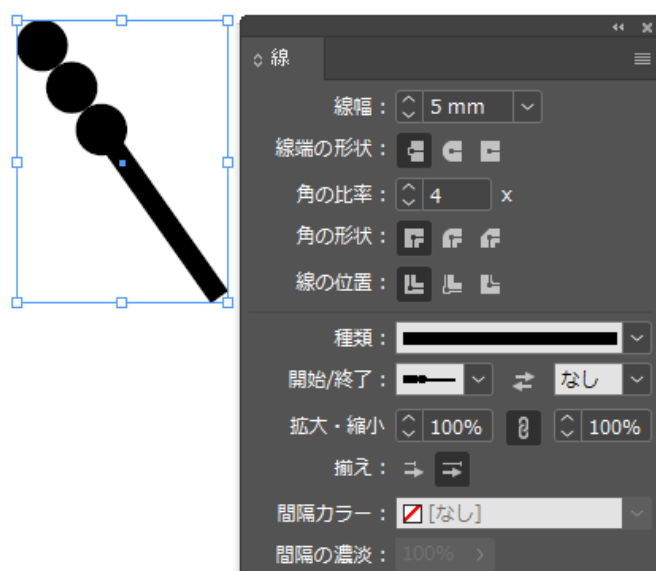 線
線幅： 5 mm
線端の形状：
角の比率： 4 x
角の形状：
線の位置：
種類：
開始/終了： なし
拡大・縮小 100% 100%
揃え：
間隔カラー： [なし]
間隔の濃淡： 100%